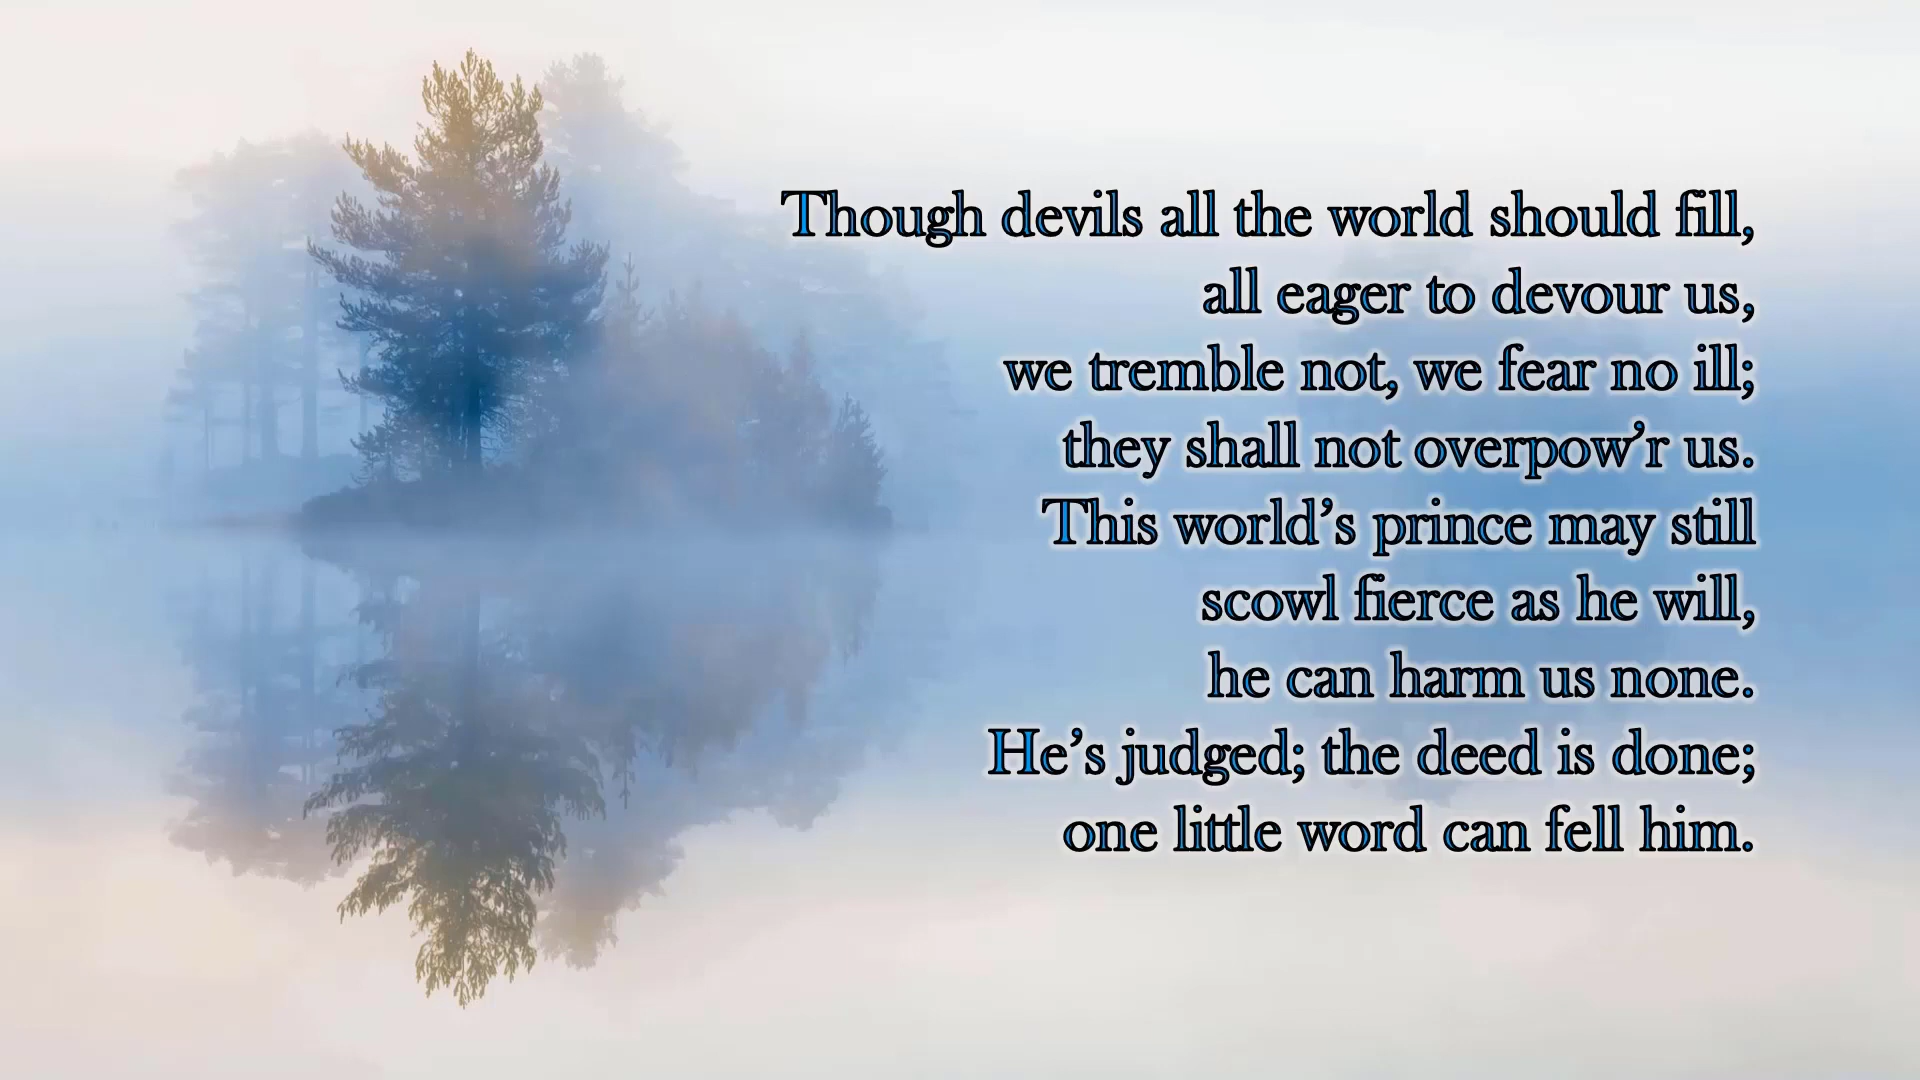 Though devils all the world should fill,
all eager to devour us,
we tremble not, we fear no ill;
they shall not overpow’r us.
This world’s prince may still
scowl fierce as he will,
he can harm us none.
He’s judged; the deed is done;
one little word can fell him.